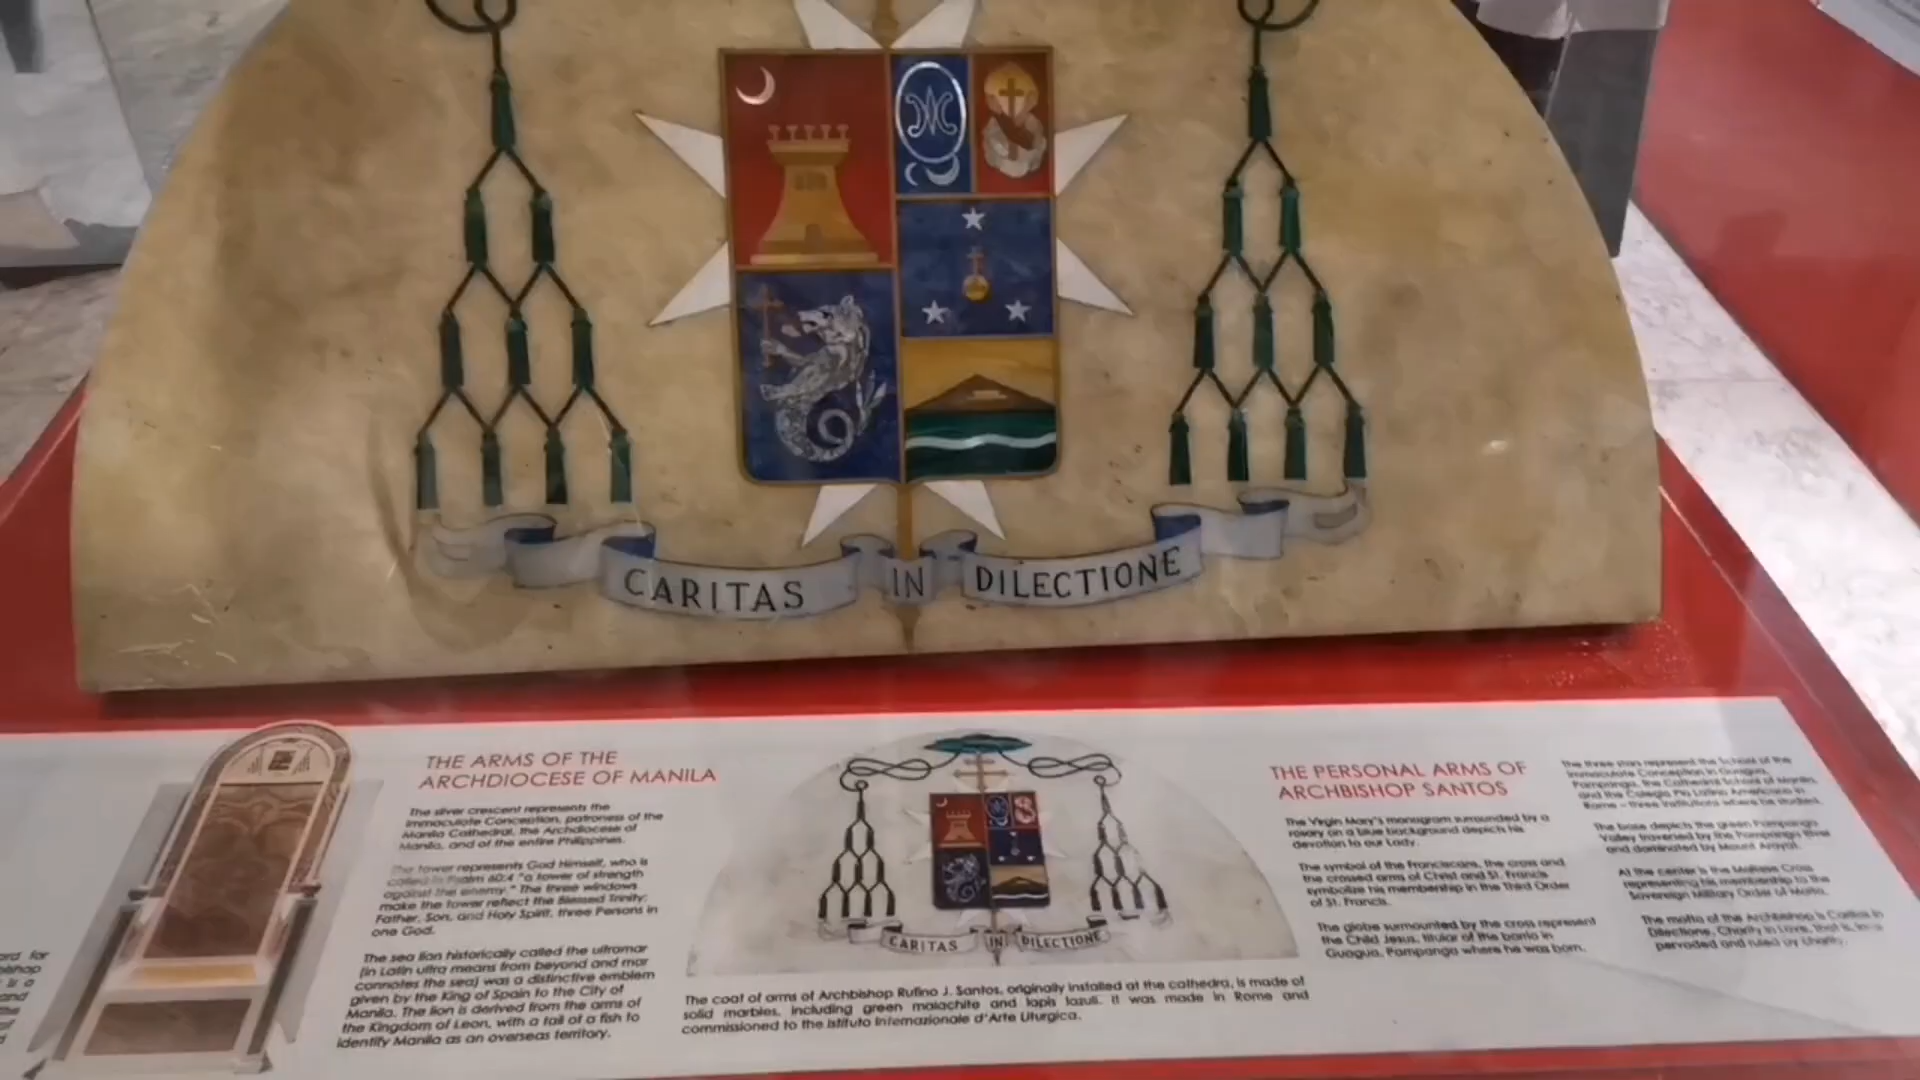 CARITAS IN DILECTIONE
THE ARMS OF THE
ARCHDIOCESE OF MANILA
The silver crescent represents the
Immaculate Conception, patroness of the
Manila Cathedral, the Archdiocese of
Manila, and of the entire Philippines.
The tower represents God Himself, who is
called in Psalm 60:4 "a tower of strength
against the enemy." The three windows
make the tower reflect the Blessed Trinity:
Father, Son, and Holy Spirit, three Persons in
one God.
The sea lion historically called the ultramar
(in Latin ultra means from beyond and mar
connotes the sea) was a distinctive emblem
given by the King of Spain to the City of
Manila. The lion is derived from the arms of
the Kingdom of Leon, with a tail of a fish to
identify Manila as an overseas territory.
CARITAS IN DILECTIONE
The coat of arms of Archbishop Rufino J. Santos, originally installed at the cathedra, is made of
solid marbles, including green malachite and lapis lazuli. It was made in Rome and
commissioned to the Istituto Internazionale d'Arte Liturgica.
THE PERSONAL ARMS OF
ARCHBISHOP SANTOS
The Virgin Mary's monogram surrounded by a
rosary on a blue background depicts his
devotion to our Lady.
The symbol of the Franciscans, the cross and
the crossed arms of Christ and St. Francis
symbolize his membership in the Third Order
of St. Francis.
The globe surmounted by the cross represent
the Child Jesus, titular of the barrio in
Guagua, Pampanga where he was born.
The three stars represent the School of the
Immaculate Conception in Guagua,
Pampanga, the Cathedral School of Manila,
and the Colegio Pio Latino Americano in
Rome – three institutions where he studied.
The base depicts the green Pampanga
Valley traversed by the Pampanga River
and dominated by Mount Arayat.
At the center is the Maltese Cross
representing his membership to the
Sovereign Military Order of Malta.
The motto of the Archbishop is Caritas in
Dilectione, Charity in Love, that is,
pervaded and ruled by charity.